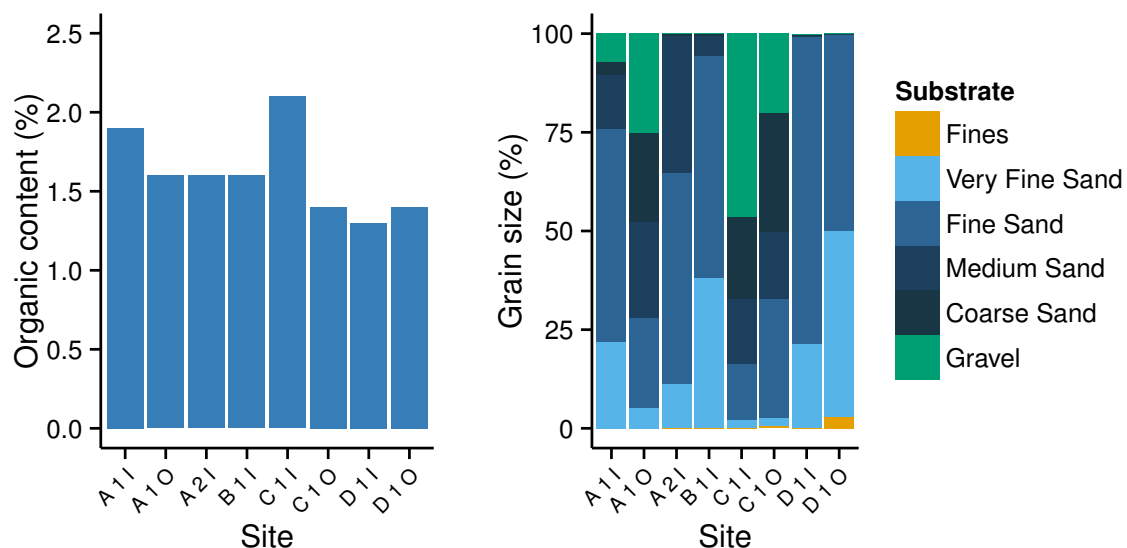 Organic content (%)
2.5
2.0
1.5
1.0
0.5
0.0
A1I
A1O
A2I
B1I
C1I
C1O
D1I
D1O
Site
Grain size (%)
100
75
50
25
0
A1I
A1O
A2I
B1I
C1I
C1O
D1I
D1O
Site
Substrate
Fines
Very Fine Sand
Fine Sand
Medium Sand
Coarse Sand
Gravel